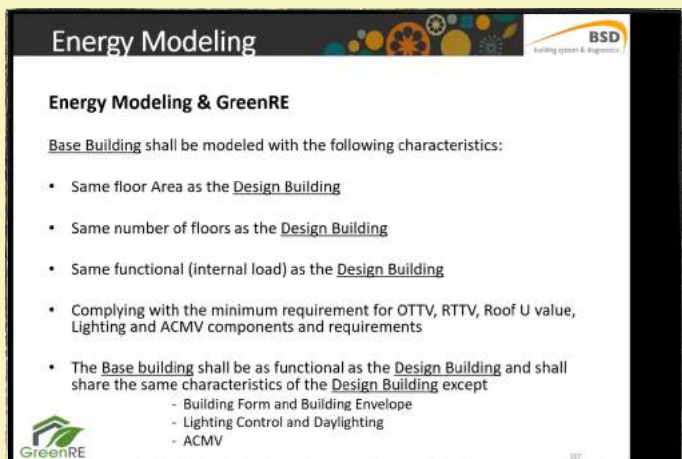 Energy Modeling
BSD
building system & diagnostics
Energy Modeling & GreenRE
Base Building shall be modeled with the following characteristics:
• Same floor Area as the Design Building
• Same number of floors as the Design Building
• Same functional (internal load) as the Design Building
• Complying with the minimum requirement for OTTV, RTTV, Roof U value,
Lighting and ACMV components and requirements
• The Base building shall be as functional as the Design Building and shall
share the same characteristics of the Design Building except
- Building Form and Building Envelope
- Lighting Control and Daylighting
- ACMV
GreenRE